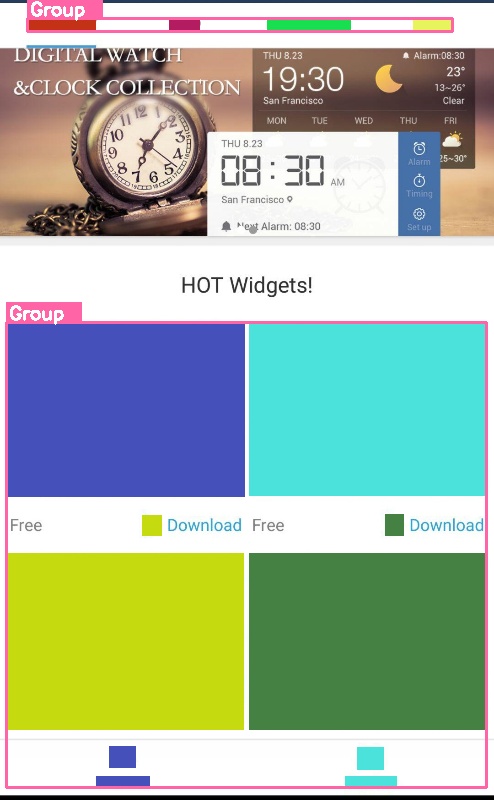 Group
DIGITAL WATCH
&CLOCK COLLECTION
THU 8.23
Alarm:08:30
19:30
23°
13~26°
San Francisco
Clear
MON TUE WED THU FRI
25~30°
THU 8.23
08:30 AM
San Francisco
Next Alarm: 08:30
Alarm
Timing
Set up
HOT Widgets!
Group
Free Download Free Download